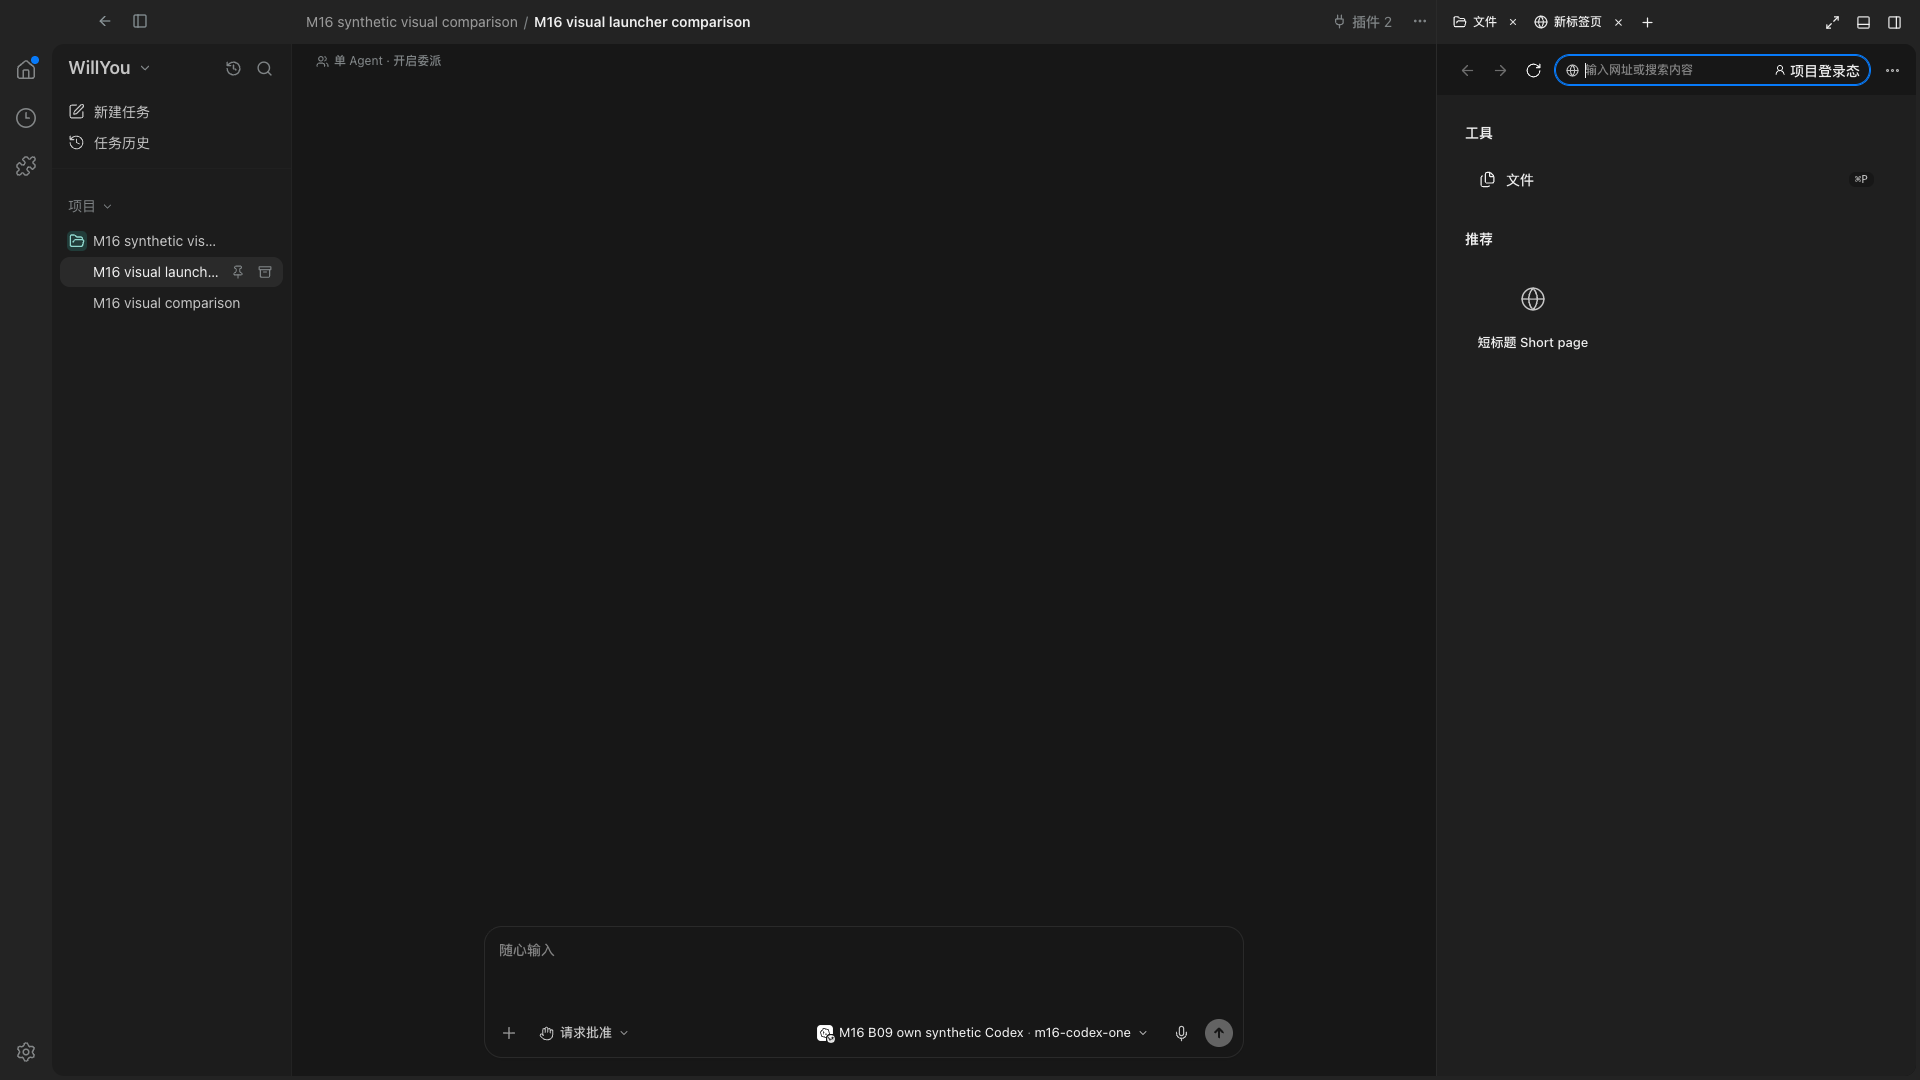 M16 synthetic visual comparison / M16 visual launcher comparison
插件 2
文件
新标签页
WillYou
单 Agent · 开启委派
输入网址或搜索内容
项目登录态
新建任务
任务历史
项目
M16 synthetic vis...
M16 visual launch...
M16 visual comparison
工具
文件
⌘P
推荐
短标题 Short page
随心输入
请求批准
M16 B09 own synthetic Codex · m16-codex-one